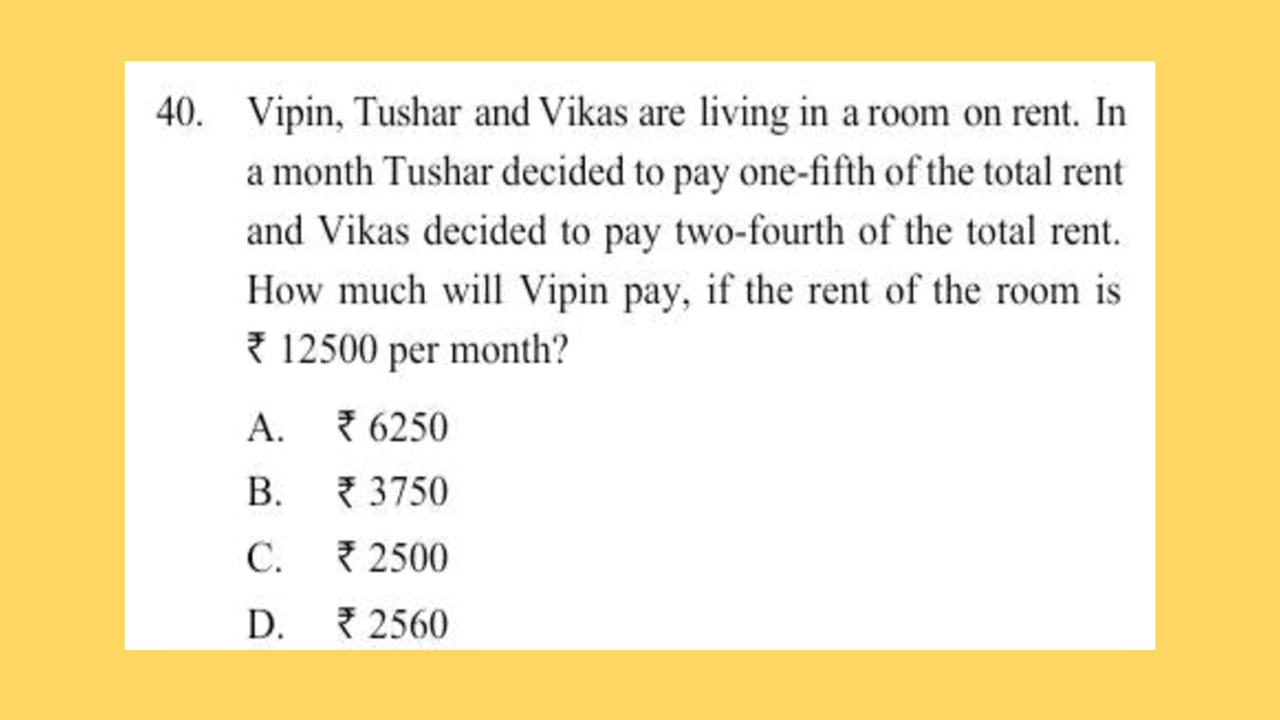 40. Vipin, Tushar and Vikas are living in a room on rent. In
a month Tushar decided to pay one-fifth of the total rent
and Vikas decided to pay two-fourth of the total rent.
How much will Vipin pay, if the rent of the room is
₹ 12500 per month?
A. ₹ 6250
B. ₹ 3750
C. ₹ 2500
D. ₹ 2560